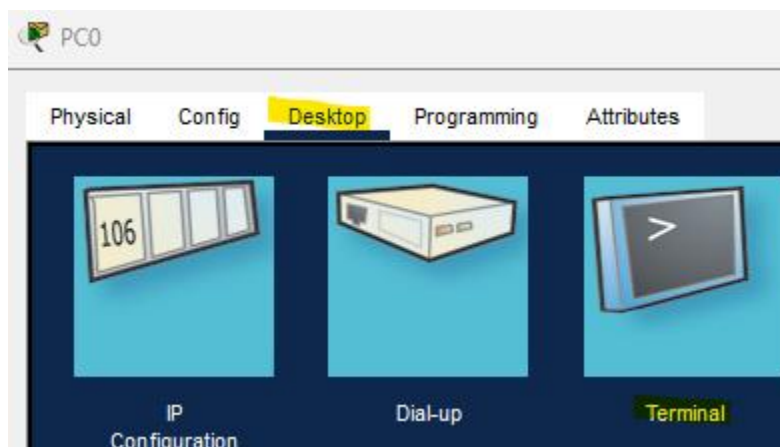 PC0
Physical Config Desktop Programming Attributes
106
>
IP
Configuration
Dial-up
Terminal